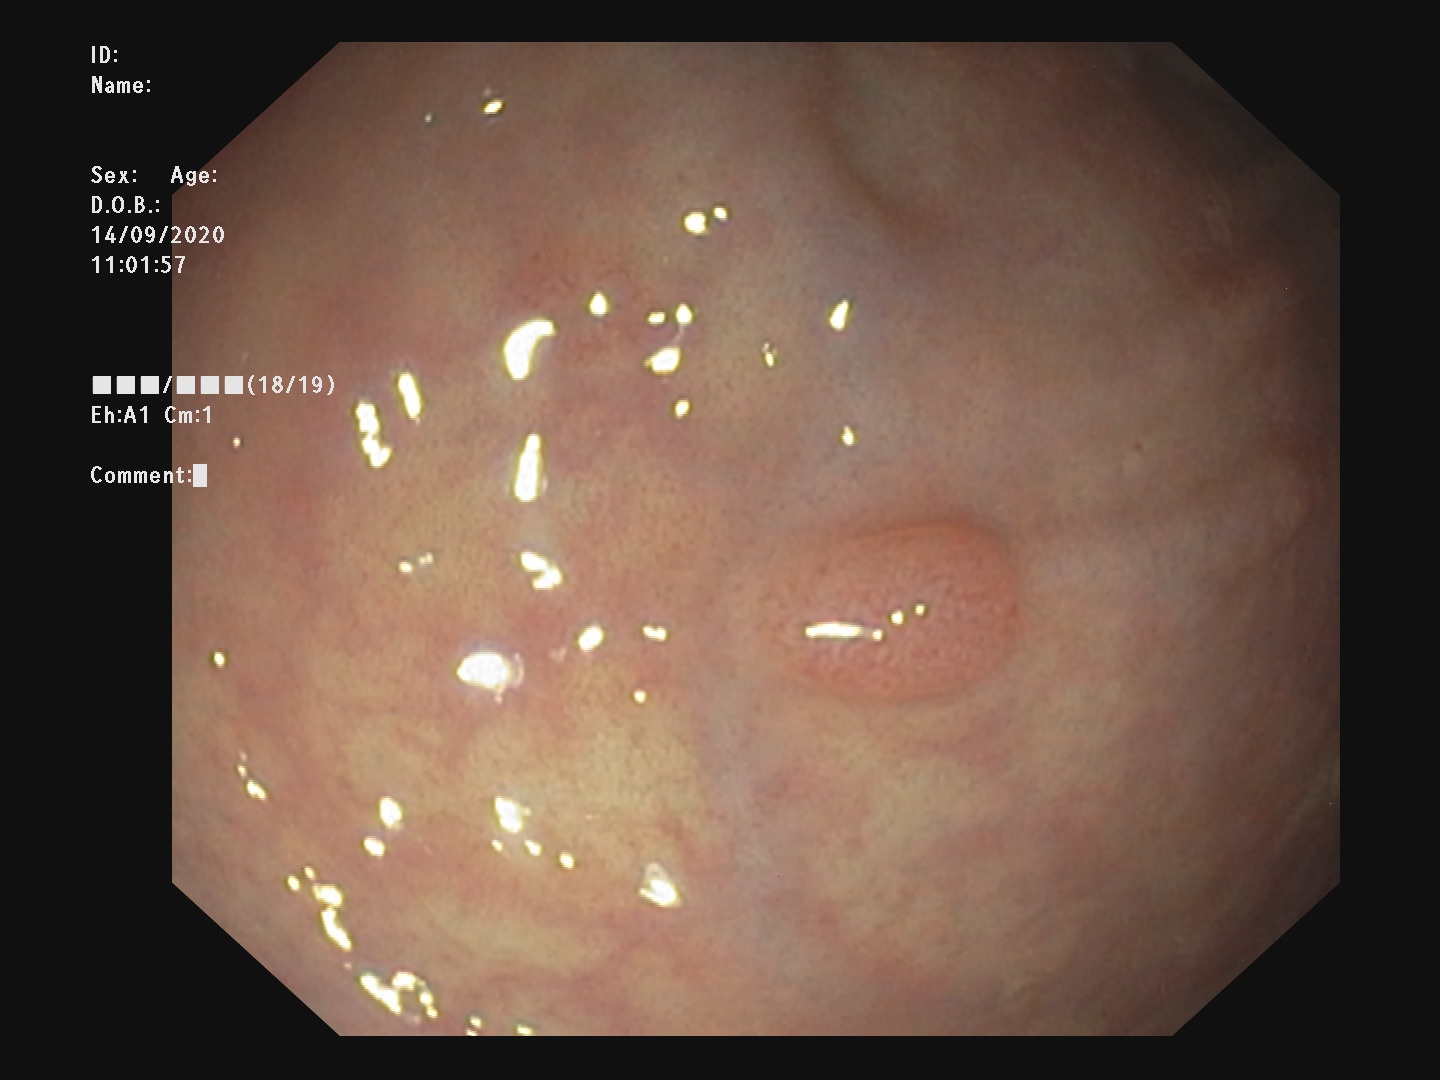 ID:
Name:
Sex: Age:
D.O.B.:
14/09/2020
11:01:57
■■■/■■■(18/19)
Eh:A1 Cm:1
Comment: